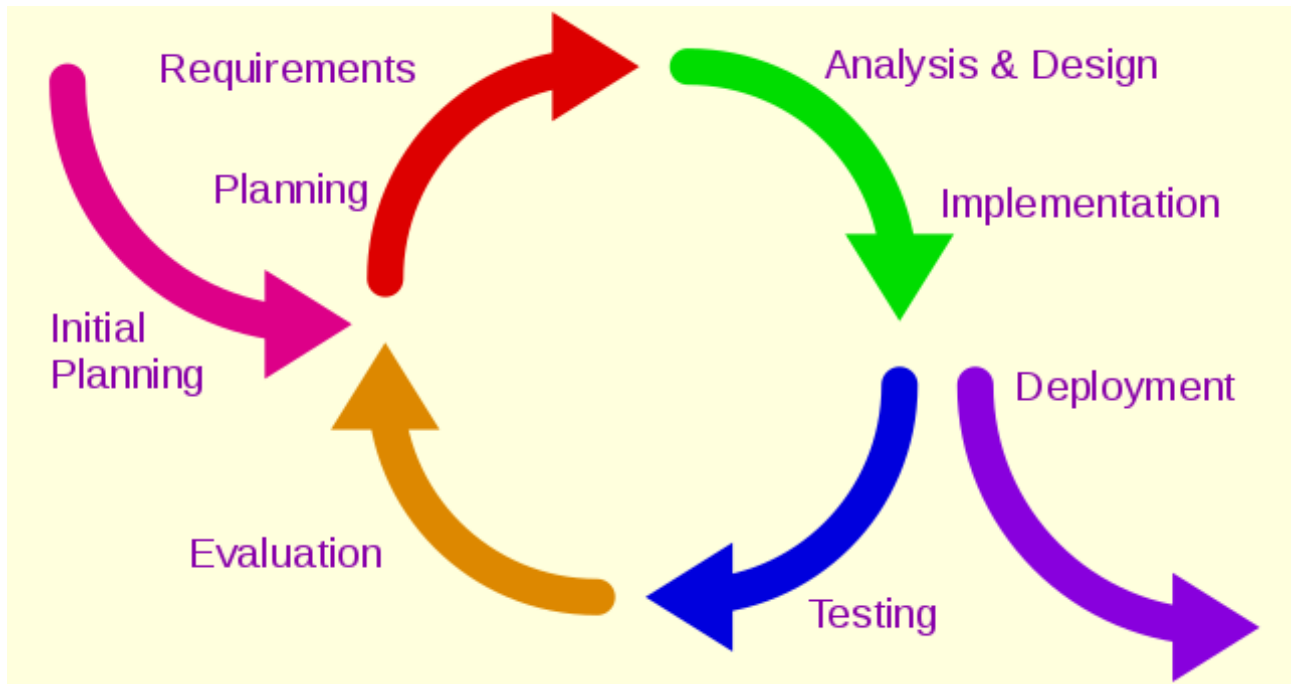 Requirements
Analysis & Design
Planning
Implementation
Initial
Planning
Deployment
Evaluation
Testing